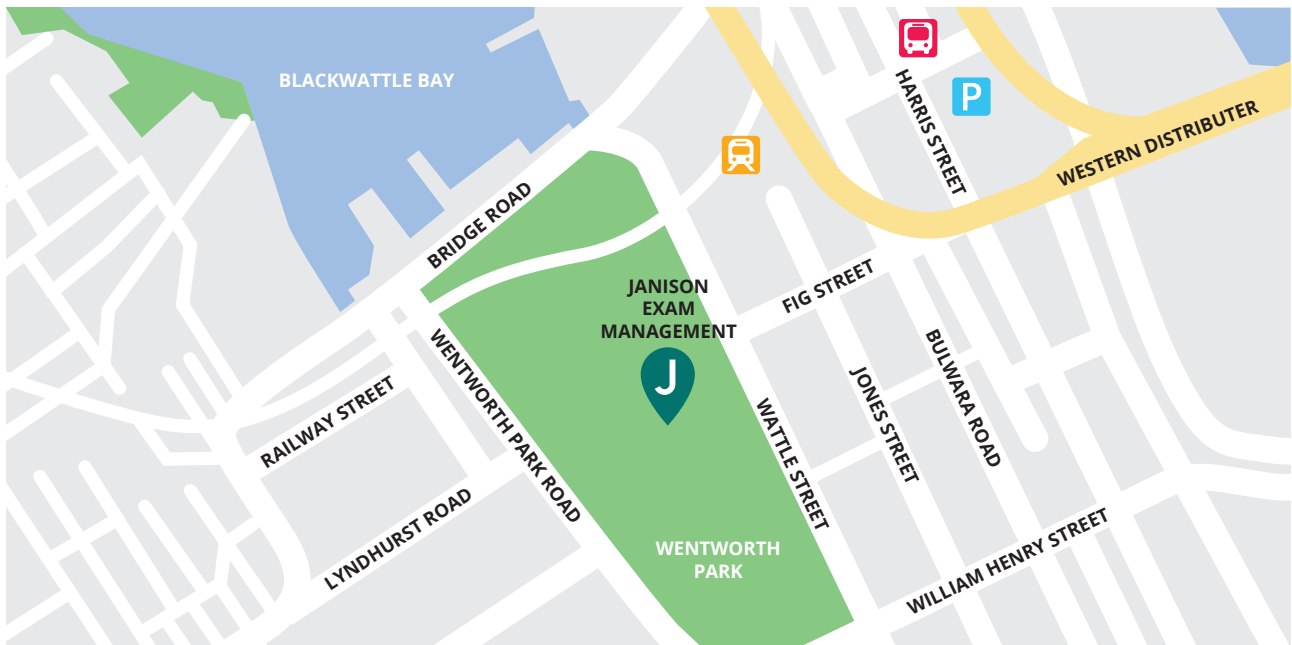 BLACKWATTLE BAY
P
HARRIS STREET
WESTERN DISTRIBUTER
BRIDGE ROAD
JANISON
EXAM
MANAGEMENT
J
FIG STREET
WENTWORTH PARK ROAD
RAILWAY STREET
BULWARA ROAD
JONES STREET
WATTLE STREET
LYNDHURST ROAD
WENTWORTH
PARK
WILLIAM HENRY STREET